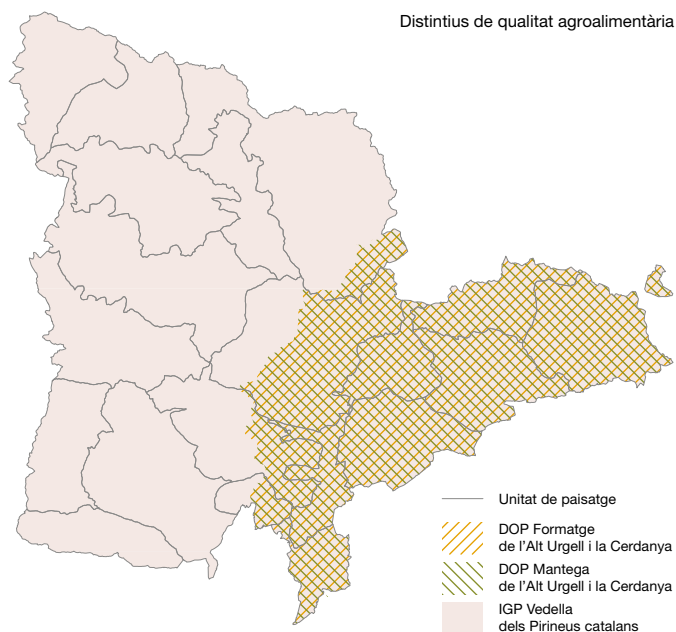 Distintius de qualitat agroalimentària
Unitat de paisatge
DOP Formatge
de l'Alt Urgell i la Cerdanya
DOP Mantega
de l'Alt Urgell i la Cerdanya
IGP Vedella
dels Pirineus catalans